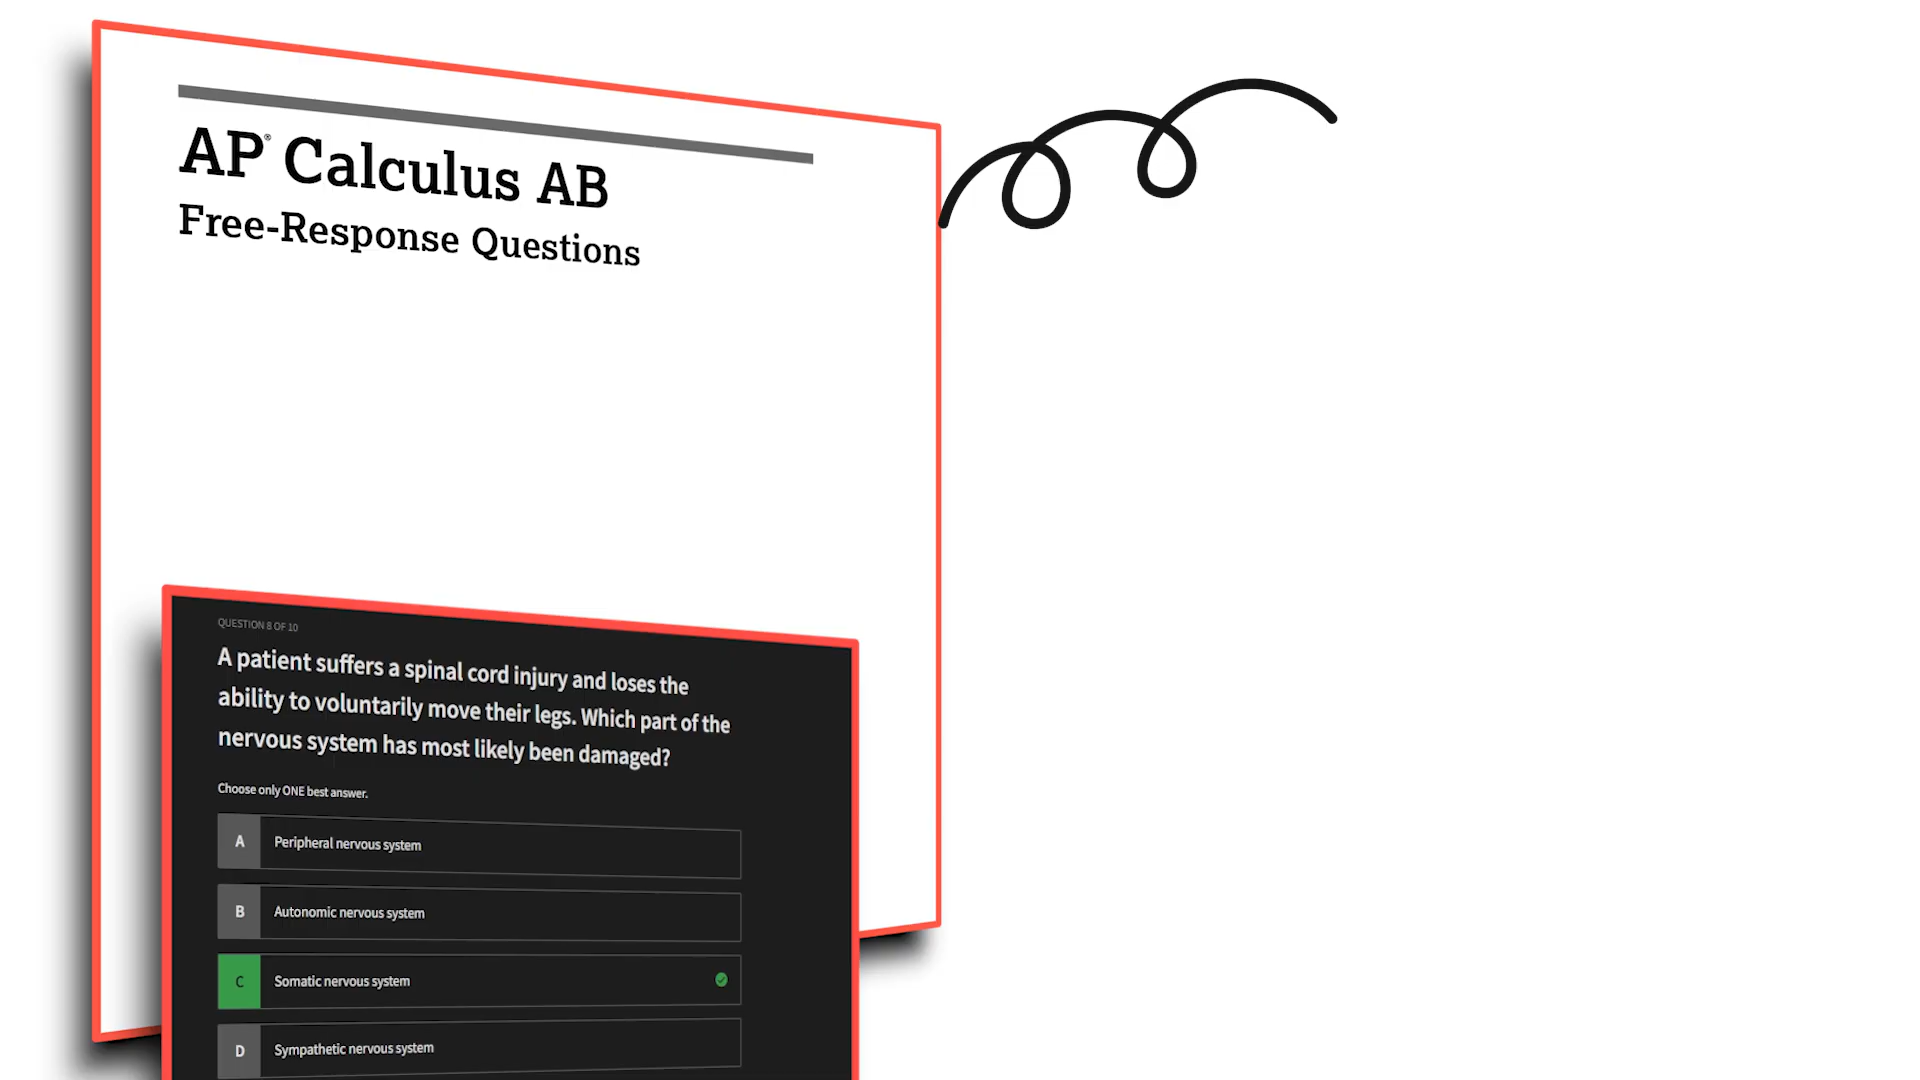 AP® Calculus AB
Free-Response Questions
QUESTION 8 OF 10
A patient suffers a spinal cord injury and loses the
ability to voluntarily move their legs. Which part of the
nervous system has most likely been damaged?
Choose only ONE best answer.
A Peripheral nervous system
B Autonomic nervous system
C Somatic nervous system
D Sympathetic nervous system